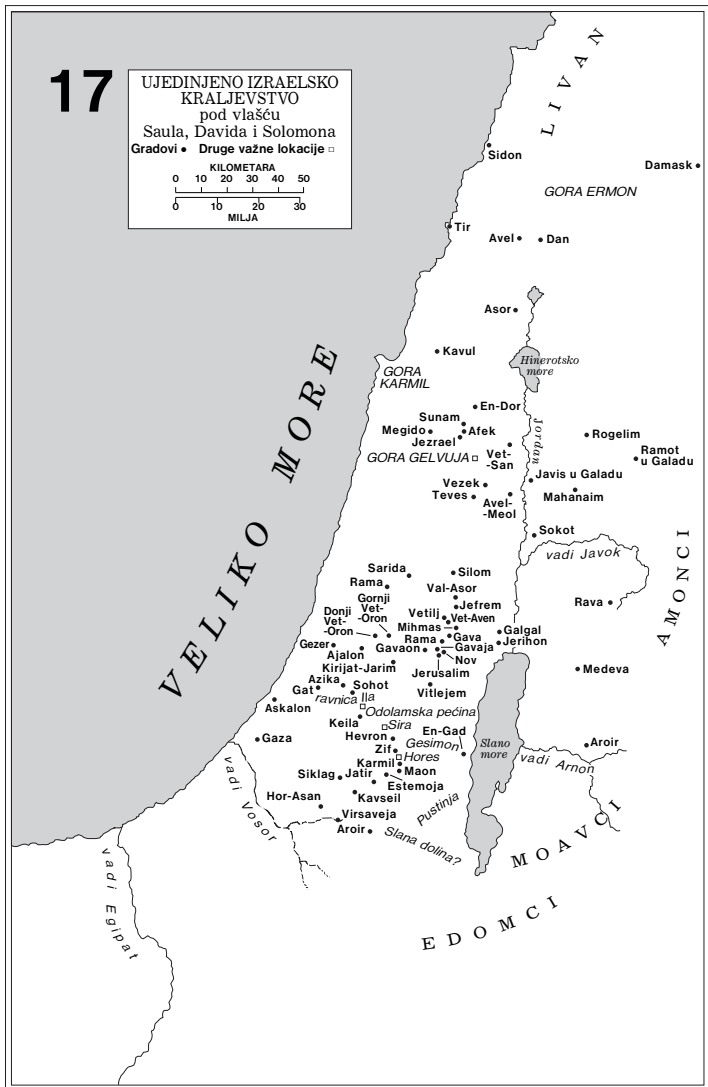 17
UJEDINJENO IZRAELSKO
KRALJEVSTVO
pod vlašću
Saula, Davida i Solomona
Gradovi Druge važne lokacije
KILOMETARA
0 10 20 30 40 50
0 10 20 30
MILJA
LIVAN
Sidon
Damask
GORA ERMON
Tir
Avel
Dan
Asor
VELIKO MORE
Kavul
Hinerotsko
more
GORA
KARMIL
En-Dor
Sunam
Megido
Afek
Jezrael
Jordan
Rogelim
Ramot
u Galadu
GORA GELVUJA
Vet-
-San
Javis u Galadu
Vezek
Teves
Avel-
-Meol
Mahanaim
Sokot
vadi Javok
AMONCI
Sarida
Silom
Rama
Val-Asor
Gornji
Vet-
-Oron
Jefrem
Rava
Donji
Vet-
-Oron
Vetilj
Vet-Aven
Mihmas
Galgal
Gezer
Rama
Gava
Jerihon
Ajalon
Gavaon
Gavaja
Kirijat-Jarim
Nov
Medeva
Jerusalim
Azika
Sohot
Gat
Vitlejem
ravnica Ila
Askalon
Odolamska pećina
Keila
Sira
En-Gad
Gaza
Hevron
Gesimon
Slano
more
Aroir
Zif
Hores
vadi Arnon
Karmil
Maon
Siklag
Jatir
Estemoja
vadi Vosor
Hor-Asan
Kavseil
Pustinja
Virsaveja
Aroir
Slana dolina?
MOAVCI
vadi Egipat
EDOMCI